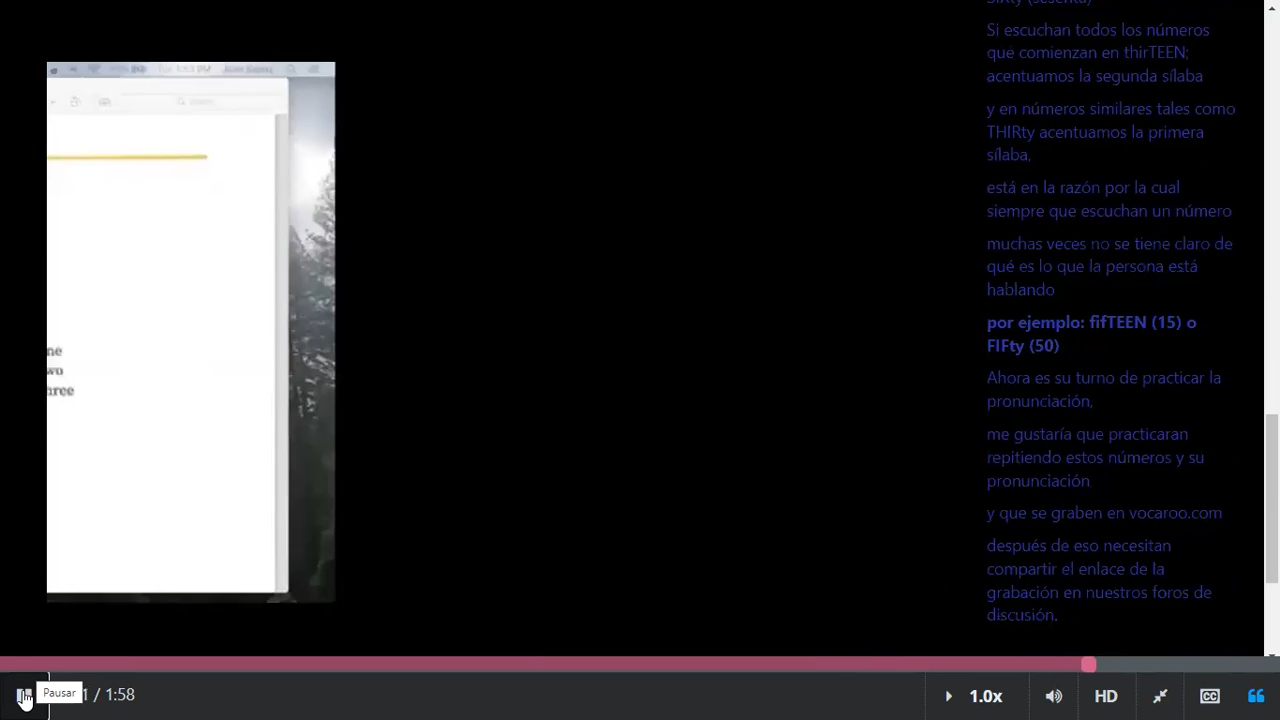 ne
wo
hree
Si escuchan todos los números
que comienzan en thirTEEN;
acentuamos la segunda sílaba
y en números similares tales como
THIRty acentuamos la primera
sílaba,
está en la razón por la cual
siempre que escuchan un número
muchas veces no se tiene claro de
qué es lo que la persona está
hablando
por ejemplo: fifTEEN (15) o
FIFty (50)
Ahora es su turno de practicar la
pronunciación,
me gustaría que practicaran
repitiendo estos números y su
pronunciación
y que se graben en vocaroo.com
después de eso necesitan
compartir el enlace de la
grabación en nuestros foros de
discusión.
Pausar
1 / 1:58
1.0x
HD
CC